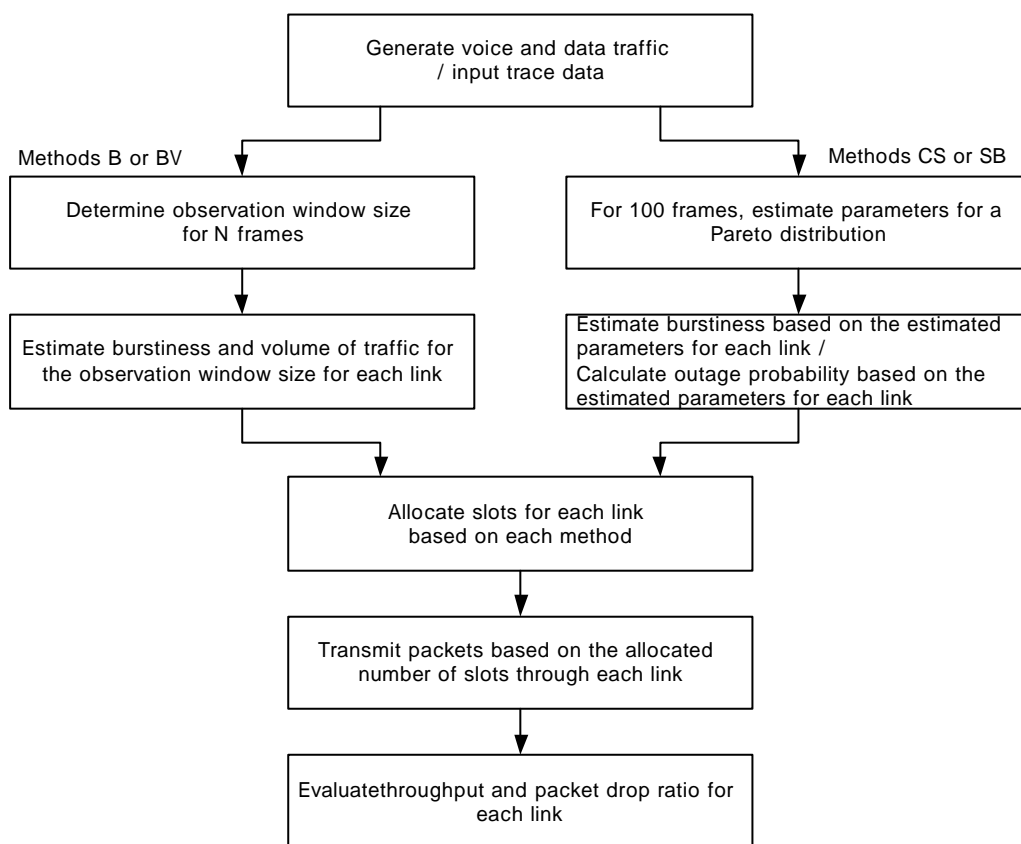 Generate voice and data traffic
/ input trace data
Methods B or BV
Methods CS or SB
Determine observation window size
for N frames
For 100 frames, estimate parameters for a
Pareto distribution
Estimate burstiness and volume of traffic for
the observation window size for each link
Estimate burstiness based on the estimated
parameters for each link /
Calculate outage probability based on the
estimated parameters for each link
Allocate slots for each link
based on each method
Transmit packets based on the allocated
number of slots through each link
Evaluatethroughput and packet drop ratio for
each link